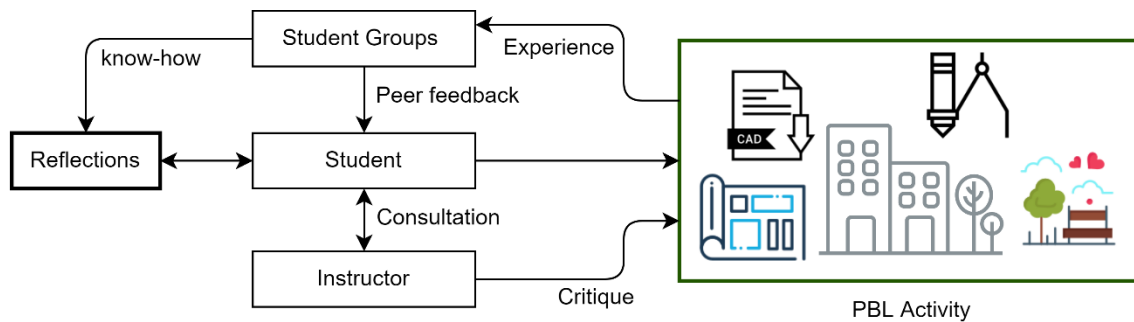 Student Groups
Experience
know-how
Peer feedback
CAD
Reflections
Student
Consultation
Instructor
Critique
PBL Activity